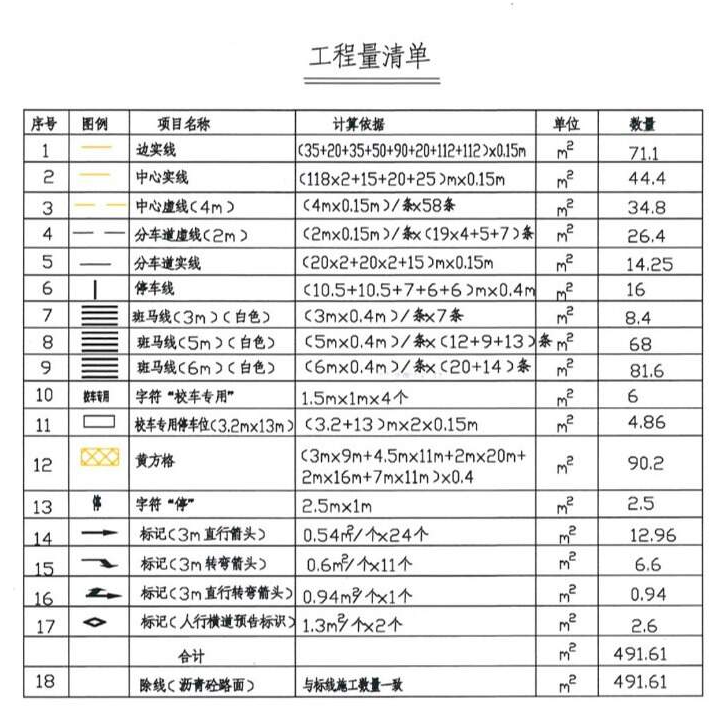 工程量清单
序号 图例 项目名称 计算依据 单位 数量
1 边实线 (35+20+35+50+90+20+112+112)x0.15m m² 71.1
2 中心实线 (118x2+15+20+25)mx0.15m m² 44.4
3 中心虚线(4m) (4mx0.15m)/条x58条 m² 34.8
4 分车道虚线(2m) (2mx0.15m)/条x(19x4+5+7)条 m² 26.4
5 分车道实线 (20x2+20x2+15)mx0.15m m² 14.25
6 停车线 (10.5+10.5+7+6+6)mx0.4m m² 16
7 斑马线(3m)(白色) (3mx0.4m)/条x7条 m² 8.4
8 斑马线(5m)(白色) (5mx0.4m)/条x(12+9+13)条 m² 68
9 斑马线(6m)(白色) (6mx0.4m)/条x(20+14)条 m² 81.6
10 校车专用 字符“校车专用” 1.5mx1mx4个 m² 6
11 校车专用停车位(3.2mx13m) (3.2+13)mx2x0.15m m² 4.86
12 黄方格 (3mx9m+4.5mx11m+2mx20m+
2mx16m+7mx11m)x0.4 m² 90.2
13 停 字符“停” 2.5mx1m m² 2.5
14 标记(3m直行箭头) 0.54m²/个x24个 m² 12.96
15 标记(3m转弯箭头) 0.6m²/个x11个 m² 6.6
16 标记(3m直行转弯箭头) 0.94m²/个x1个 m² 0.94
17 标记(人行横道预告标识) 1.3m²/个x2个 m² 2.6
合计 m² 491.61
18 除线(沥青砼路面) 与标线施工数量一致 m² 491.61